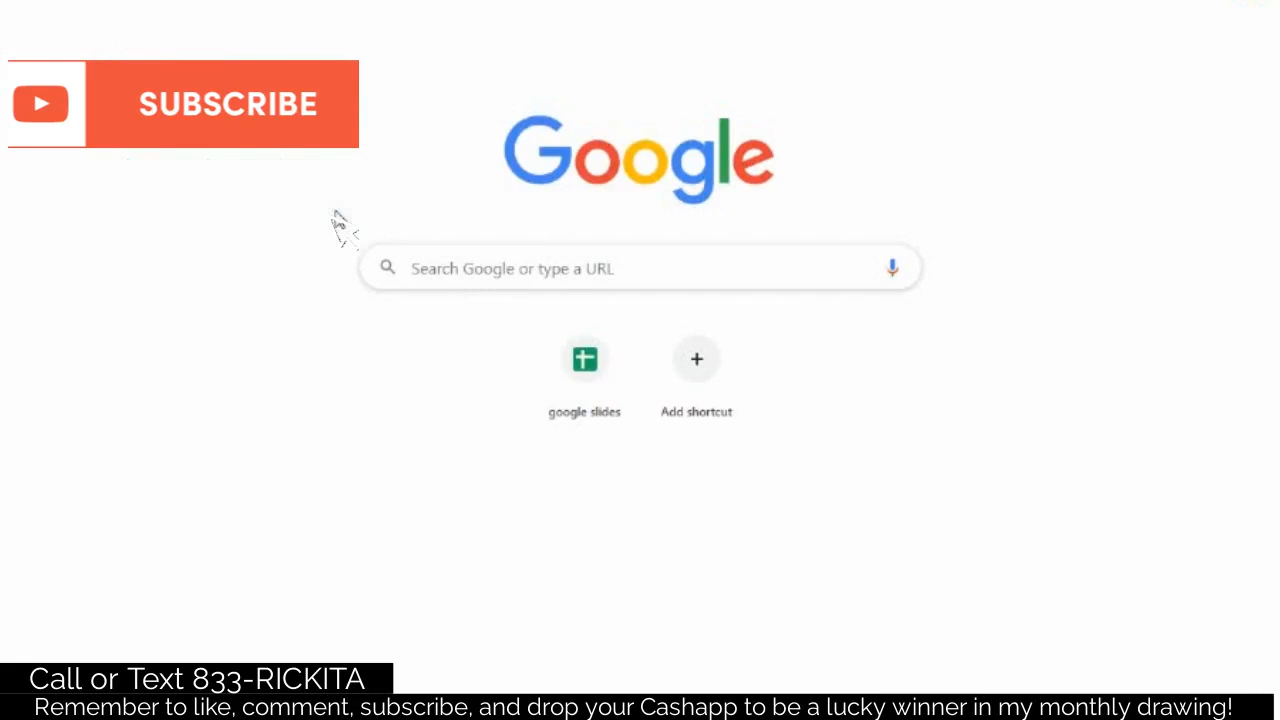 SUBSCRIBE
Google
Search Google or type a URL
google slides
Add shortcut
Call or Text 833-RICKITA
Remember to like, comment, subscribe, and drop your Cashapp to be a lucky winner in my monthly drawing!